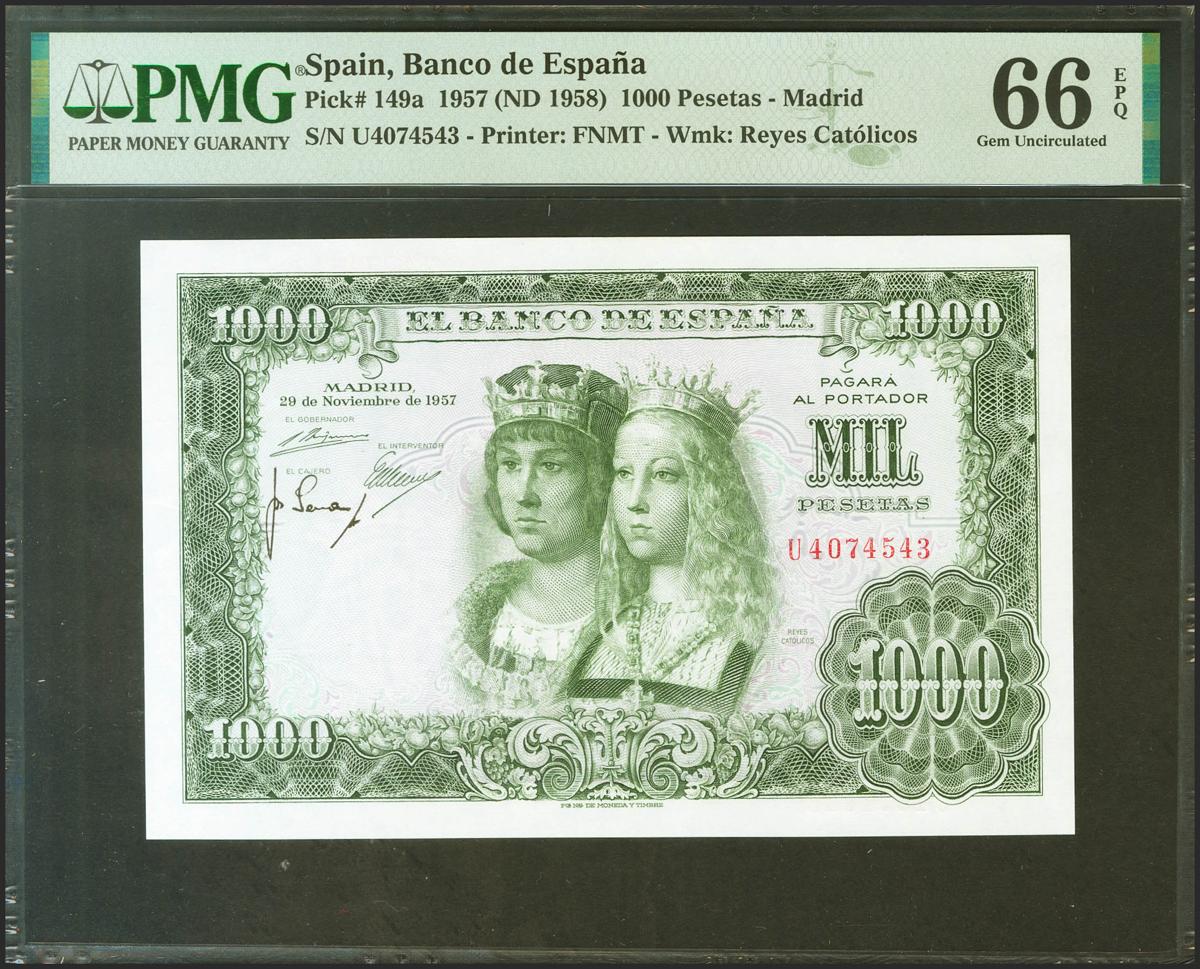 PMG®
PAPER MONEY GUARANTY
Spain, Banco de España
Pick# 149a 1957 (ND 1958) 1000 Pesetas - Madrid
S/N U4074543 - Printer: FNMT - Wmk: Reyes Católicos
66 EPQ
Gem Uncirculated
1000
EL BANCO DE ESPAÑA
1000
MADRID,
29 de Noviembre de 1957
EL GOBERNADOR
EL INTERVENTOR
EL CAJERO
PAGARÁ
AL PORTADOR
MIL
PESETAS
U4074543
REYES
CATOLICOS
1000
1000